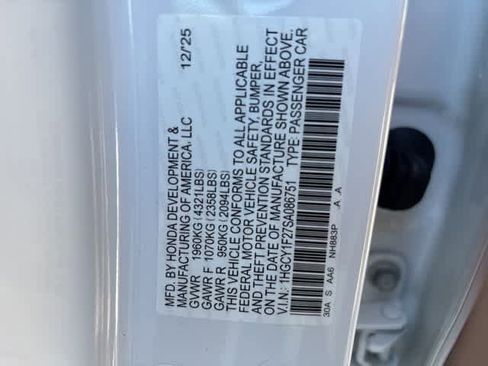 MFD. BY HONDA DEVELOPMENT & 12/25
MANUFACTURING OF AMERICA, LLC
GVWR 1960KG(4321LBS)
GAWR F 1070KG(2358LBS)
GAWR R 950KG(2094LBS)
THIS VEHICLE CONFORMS TO ALL APPLICABLE
FEDERAL MOTOR VEHICLE SAFETY, BUMPER,
AND THEFT PREVENTION STANDARDS IN EFFECT
ON THE DATE OF MANUFACTURE SHOWN ABOVE.
V.I.N.: 1HGCY1F27SA086751 TYPE: PASSENGER CAR
30A S AA6 NH883P .A .A